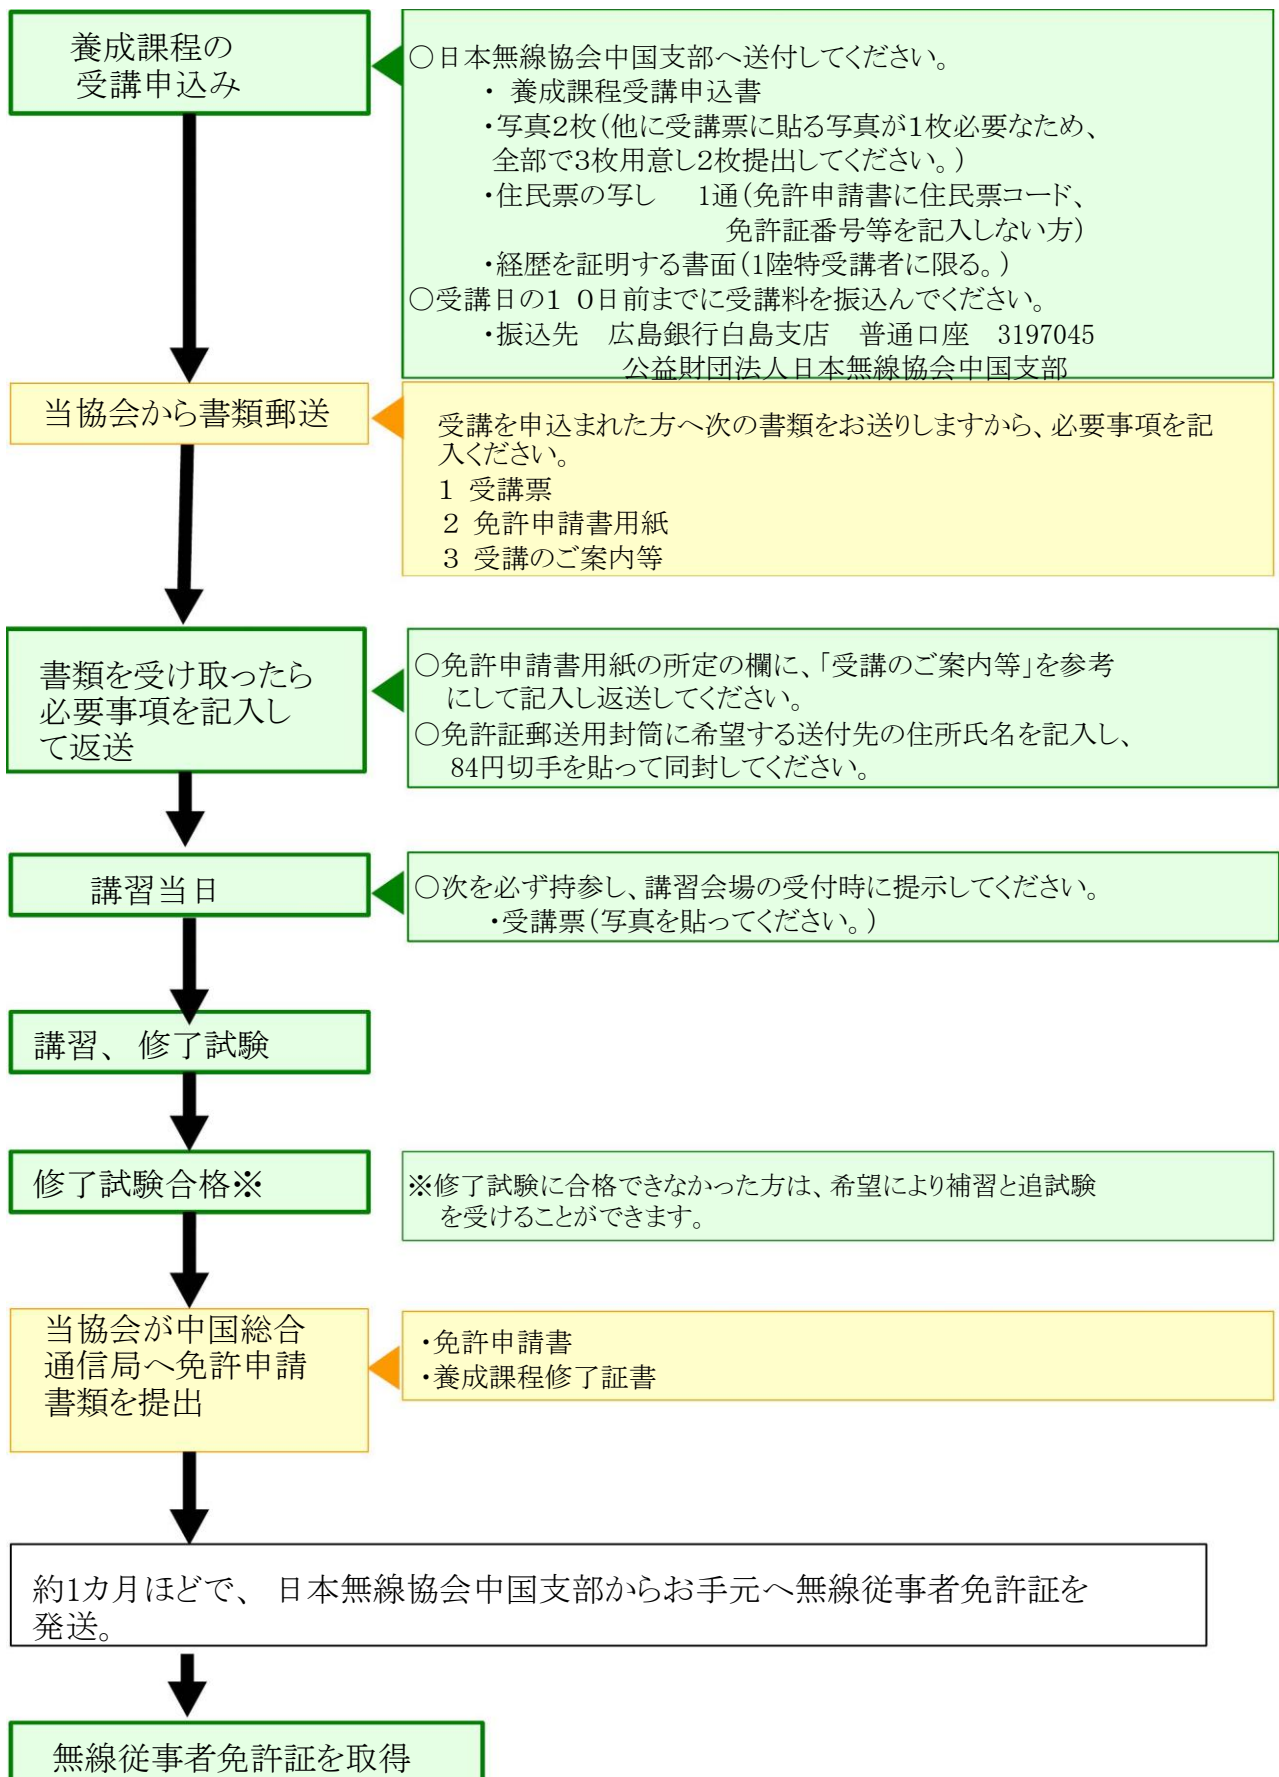 養成課程の
受講申込み
○日本無線協会中国支部へ送付してください。
・ 養成課程受講申込書
・写真2枚(他に受講票に貼る写真が1枚必要なため、
全部で3枚用意し2枚提出してください。)
・住民票の写し 1通(免許申請書に住民票コード、
免許証番号等を記入しない方)
・経歴を証明する書面(1陸特受講者に限る。)
○受講日の1 0日前までに受講料を振込んでください。
・振込先 広島銀行白島支店 普通口座 3197045
公益財団法人日本無線協会中国支部
当協会から書類郵送
受講を申込まれた方へ次の書類をお送りしますから、必要事項を記
入ください。
1 受講票
2 免許申請書用紙
3 受講のご案内等
書類を受け取ったら
必要事項を記入し
て返送
○免許申請書用紙の所定の欄に、「受講のご案内等」を参考
にして記入し返送してください。
○免許証郵送用封筒に希望する送付先の住所氏名を記入し、
84円切手を貼って同封してください。
講習当日
○次を必ず持参し、講習会場の受付時に提示してください。
・受講票(写真を貼ってください。)
講習、 修了試験
修了試験合格※
※修了試験に合格できなかった方は、希望により補習と追試験
を受けることができます。
当協会が中国総合
通信局へ免許申請
書類を提出
・免許申請書
・養成課程修了証書
約1カ月ほどで、 日本無線協会中国支部からお手元へ無線従事者免許証を
発送。
無線従事者免許証を取得